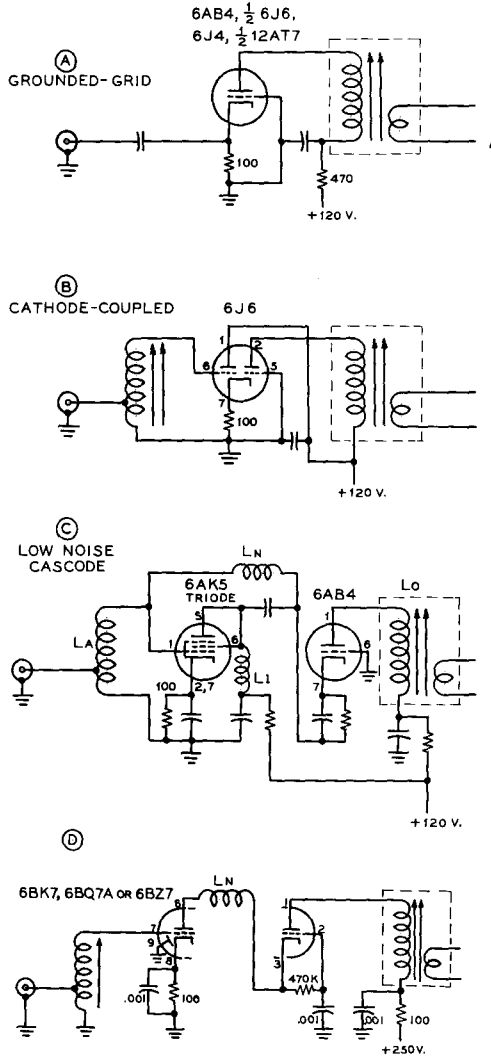 6AB4, 1/2 6J6,
6J4, 1/2 12AT7
A
GROUNDED-GRID
100
470
+120 V.
B
CATHODE-COUPLED
6J6
1
2
6
5
7
100
+120 V.
C
LOW NOISE
CASCODE
LN
6AK5
TRIODE
6AB4
LO
LA
5
1
6
1
6
L1
100
2,7
7
+120 V.
D
6BK7, 6BQ7A OR 6BZ7
LN
6
1
7
2
9
8
3
470K
.001
100
.001
.001
100
+250V.